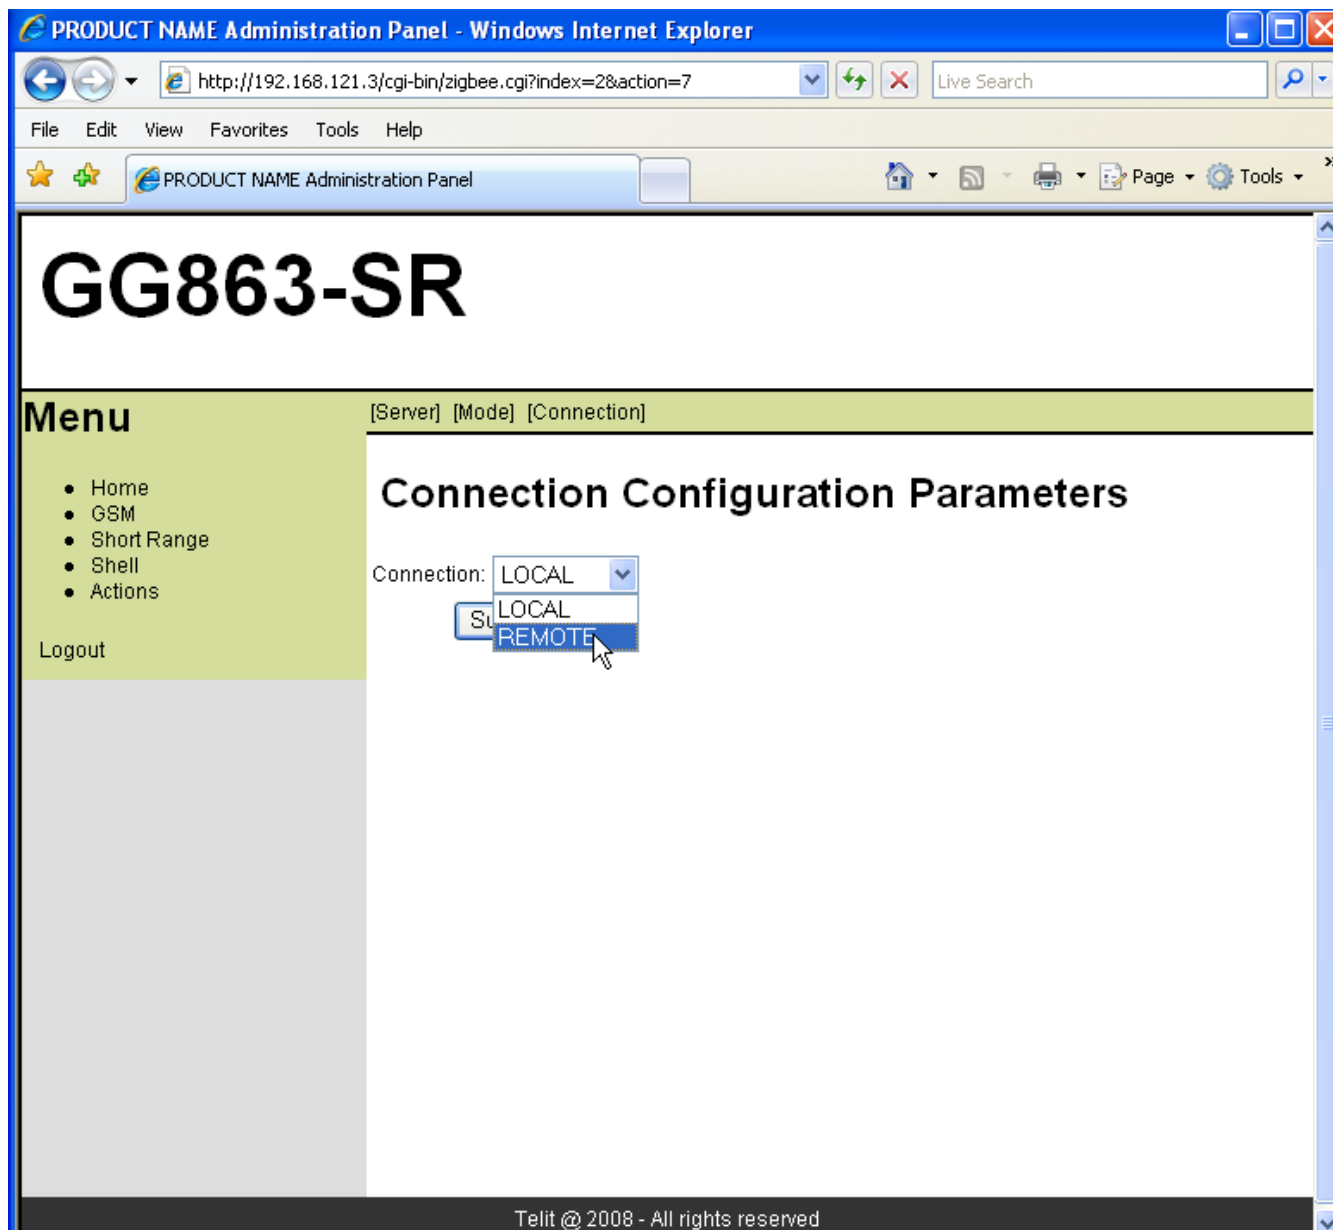 PRODUCT NAME Administration Panel - Windows Internet Explorer
http://192.168.121.3/cgi-bin/zigbee.cgi?index=2&action=7
Live Search
File Edit View Favorites Tools Help
PRODUCT NAME Administration Panel
Page Tools
GG863-SR
Menu
[Server] [Mode] [Connection]
Home
GSM
Short Range
Shell
Actions
Logout
Connection Configuration Parameters
Connection: LOCAL
LOCAL
REMOTE
Telit @ 2008 - All rights reserved